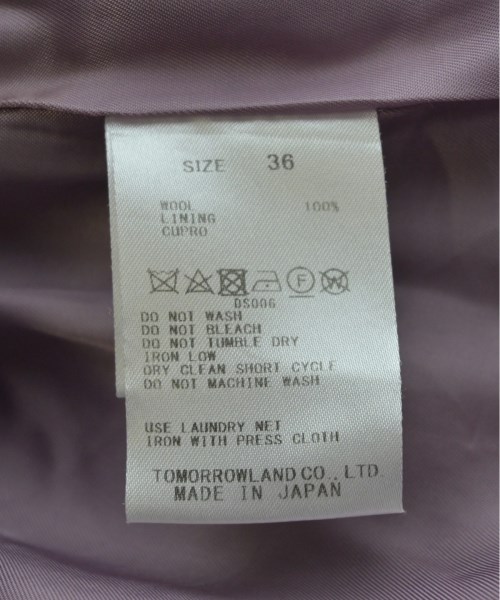 SIZE 36
WOOL 100%
LINING
CUPRO
F W
DS006
DO NOT WASH
DO NOT BLEACH
DO NOT TUMBLE DRY
IRON LOW
DRY CLEAN SHORT CYCLE
DO NOT MACHINE WASH
USE LAUNDRY NET
IRON WITH PRESS CLOTH
TOMORROWLAND CO., LTD.
MADE IN JAPAN